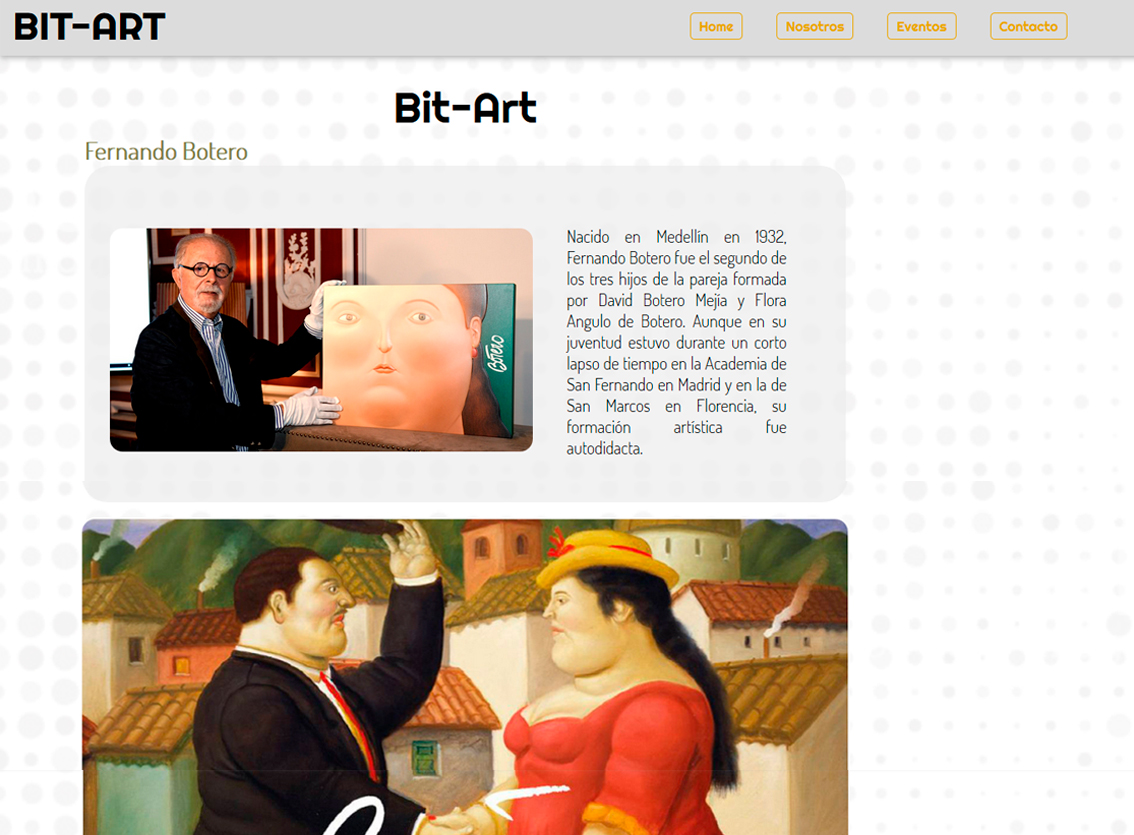 BIT-ART
Home
Nosotros
Eventos
Contacto
Bit-Art
Fernando Botero
Nacido en Medellín en 1932,
Fernando Botero fue el segundo de
los tres hijos de la pareja formada
por David Botero Mejía y Flora
Angulo de Botero. Aunque en su
juventud estuvo durante un corto
lapso de tiempo en la Academia de
San Fernando en Madrid y en la de
San Marcos en Florencia, su
formación artística fue
autodidacta.
Botero